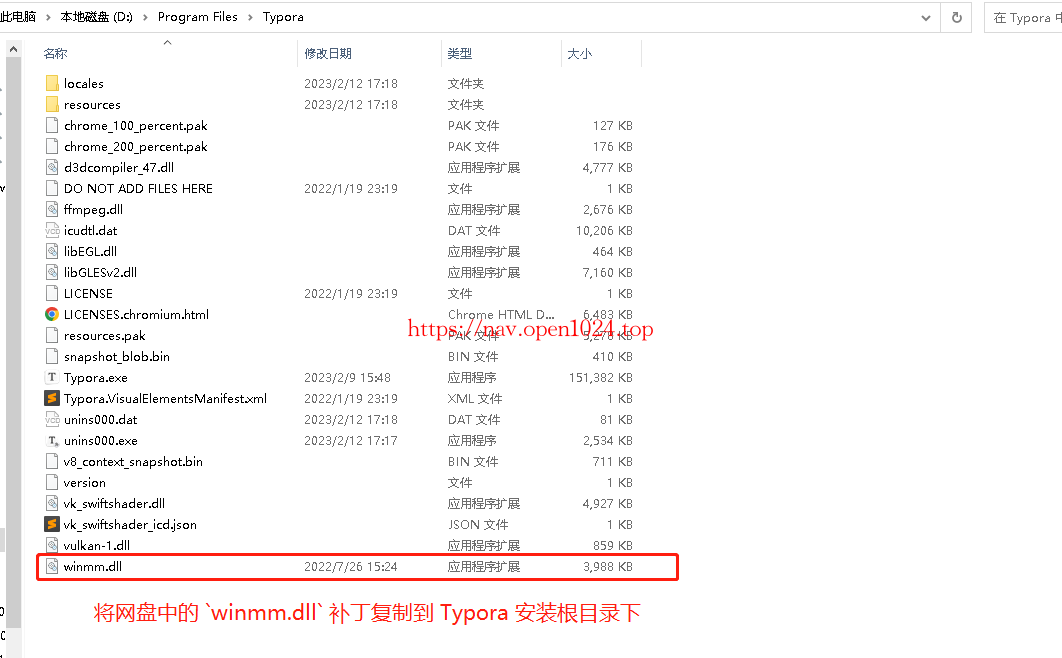 此电脑 › 本地磁盘 (D:) › Program Files › Typora 在 Typora 中
名称 修改日期 类型 大小
locales 2023/2/12 17:18 文件夹
resources 2023/2/12 17:18 文件夹
chrome_100_percent.pak PAK 文件 127 KB
chrome_200_percent.pak PAK 文件 176 KB
d3dcompiler_47.dll 应用程序扩展 4,777 KB
DO NOT ADD FILES HERE 2022/1/19 23:19 文件 1 KB
ffmpeg.dll 应用程序扩展 2,676 KB
icudtl.dat DAT 文件 10,206 KB
libEGL.dll 应用程序扩展 464 KB
libGLESv2.dll 应用程序扩展 7,160 KB
LICENSE 2022/1/19 23:19 文件 1 KB
LICENSES.chromium.html Chrome HTML D... 6,483 KB
https://nav.open1024.top
resources.pak PAK 文件 5,278 KB
snapshot_blob.bin BIN 文件 410 KB
Typora.exe 2023/2/9 15:48 应用程序 151,382 KB
Typora.VisualElementsManifest.xml 2022/1/19 23:19 XML 文件 1 KB
unins000.dat 2023/2/12 17:18 DAT 文件 81 KB
unins000.exe 2023/2/12 17:17 应用程序 2,534 KB
v8_context_snapshot.bin BIN 文件 711 KB
version 文件 1 KB
vk_swiftshader.dll 应用程序扩展 4,927 KB
vk_swiftshader_icd.json JSON 文件 1 KB
vulkan-1.dll 应用程序扩展 859 KB
winmm.dll 2022/7/26 15:24 应用程序扩展 3,988 KB
将网盘中的 `winmm.dll` 补丁复制到 Typora 安装根目录下